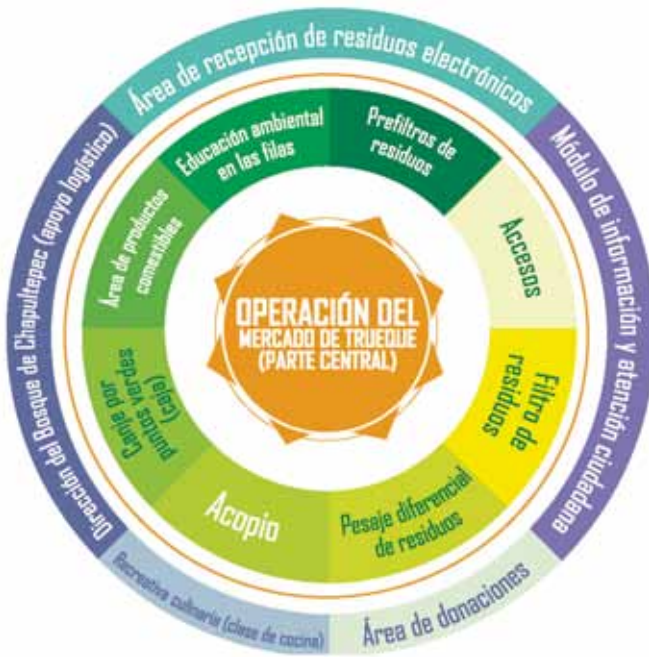 Área de recepción de residuos electrónicos
Módulo de información y atención ciudadana
Área de donaciones
Recreativa culinaria (clase de cocina)
Dirección del Bosque de Chapultepec (apoyo logístico)
Educación ambiental
en las filas
Prefiltros de
residuos
Accesos
Filtro de
residuos
Pesaje diferencial
de residuos
Acopio
Canje por
puntos verdes
(caja)
Área de productos
comestibles
OPERACIÓN DEL
MERCADO DE TRUEQUE
(PARTE CENTRAL)